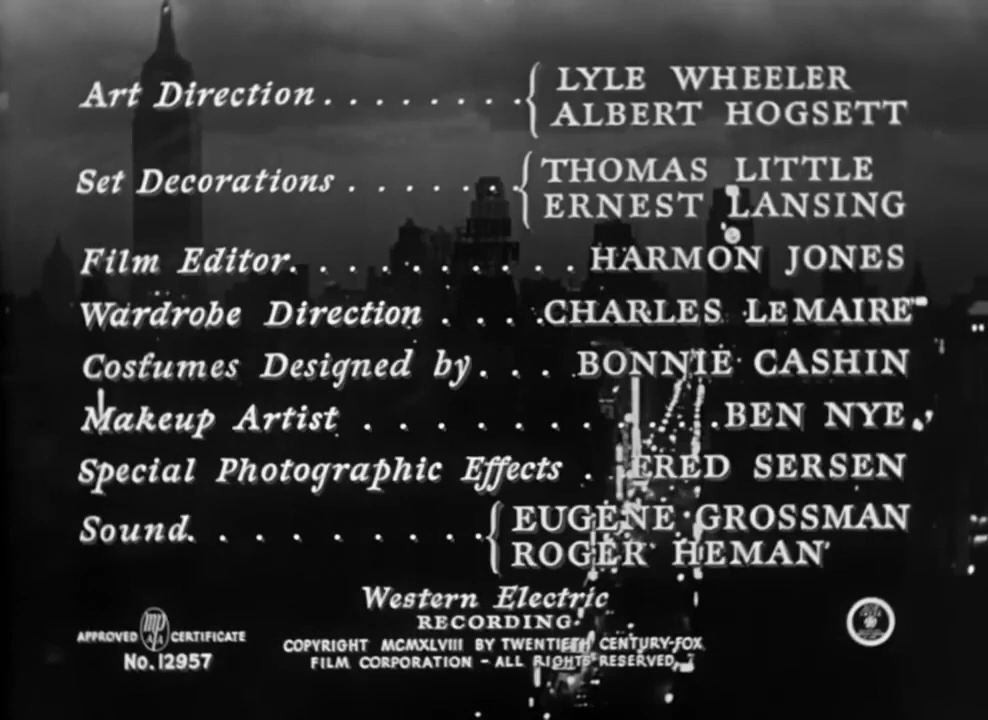 Art Direction . . . . . . . . { LYLE WHEELER
ALBERT HOGSETT
Set Decorations . . . . . . . { THOMAS LITTLE
ERNEST LANSING
Film Editor. . . . . . . . . . HARMON JONES
Wardrobe Direction . . . . CHARLES LEMAIRE
Costumes Designed by . . . BONNIE CASHIN
Makeup Artist . . . . . . . . . BEN NYE
Special Photographic Effects . . FRED SERSEN
Sound. . . . . . . . . . { EUGENE GROSSMAN
ROGER HEMAN
Western Electric
RECORDING
APPROVED MPAA CERTIFICATE
No. 12957
COPYRIGHT MCMXLVIII BY TWENTIETH CENTURY-FOX
FILM CORPORATION - ALL RIGHTS RESERVED